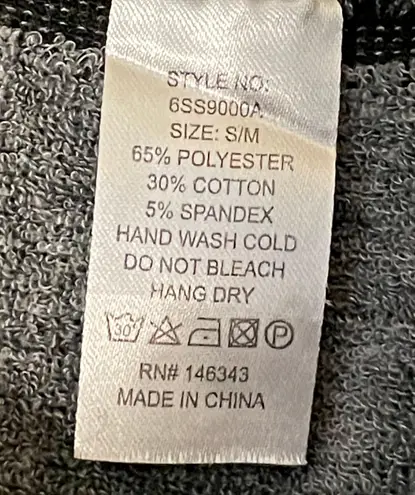 STYLE NO:
6SS9000A
SIZE: S/M
65% POLYESTER
30% COTTON
5% SPANDEX
HAND WASH COLD
DO NOT BLEACH
HANG DRY
30° P
RN# 146343
MADE IN CHINA